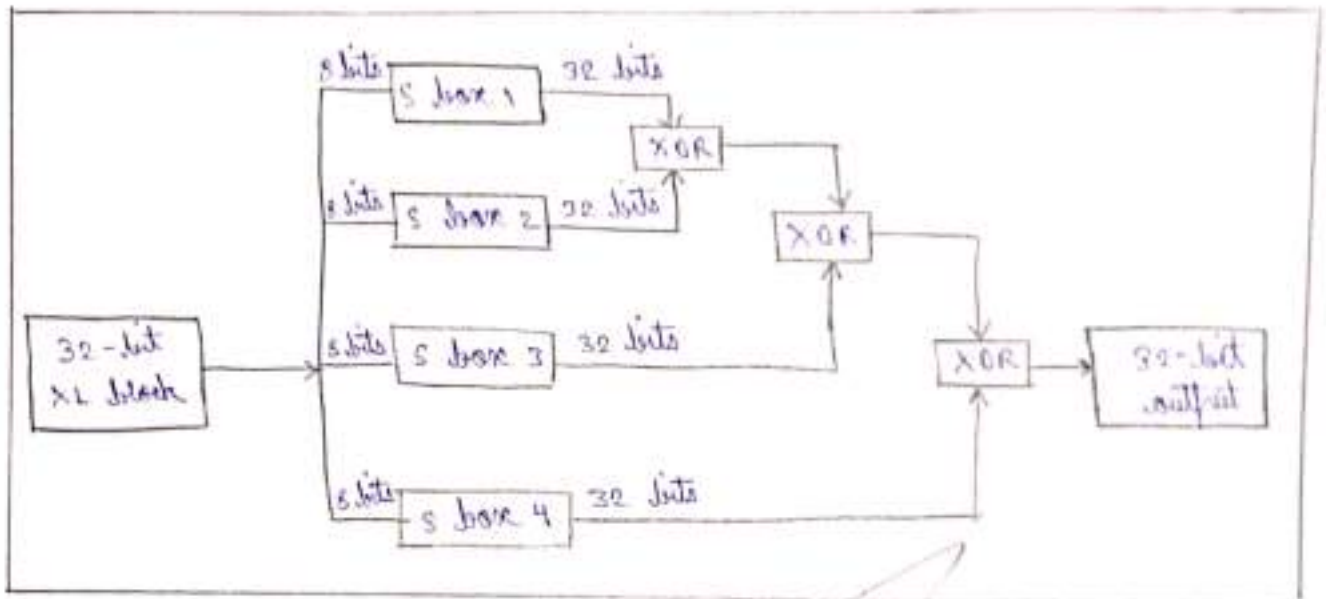 8 bits
S box 1
32 bits
XOR
8 bits
S box 2
32 bits
XOR
32-bit
XL block
8 bits
S box 3
32 bits
XOR
32-bit
output
8 bits
S box 4
32 bits